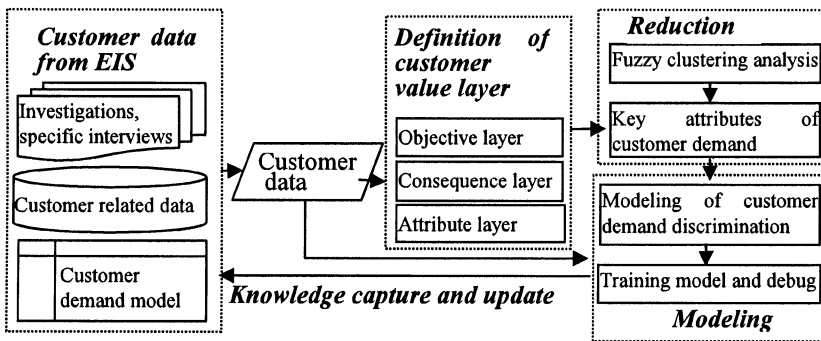 Customer data
from EIS
Investigations,
specific interviews
Customer related data
Customer
demand model
Customer
data
Definition of
customer
value layer
Objective layer
Consequence layer
Attribute layer
Reduction
Fuzzy clustering analysis
Key attributes of
customer demand
Modeling of customer
demand discrimination
Training model and debug
Modeling
Knowledge capture and update